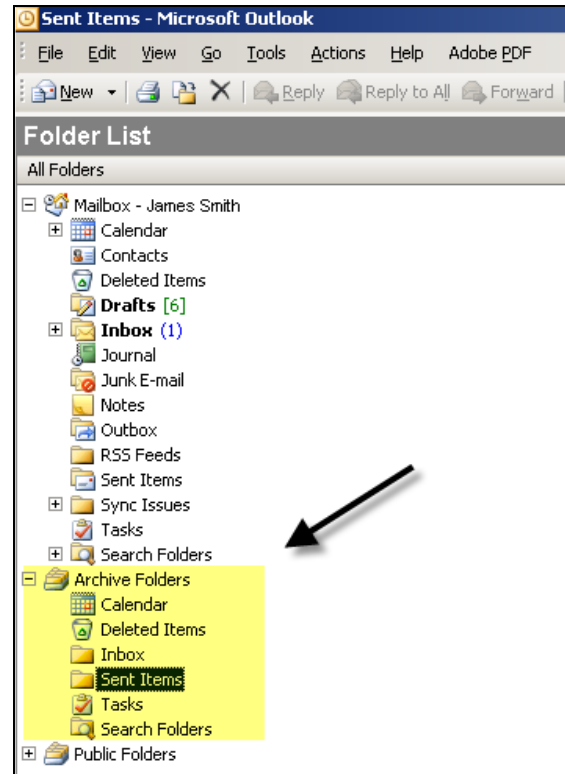 Sent Items - Microsoft Outlook
File Edit View Go Tools Actions Help Adobe PDF
New Reply Reply to All Forward
Folder List
All Folders
Mailbox - James Smith
Calendar
Contacts
Deleted Items
Drafts [6]
Inbox (1)
Journal
Junk E-mail
Notes
Outbox
RSS Feeds
Sent Items
Sync Issues
Tasks
Search Folders
Archive Folders
Calendar
Deleted Items
Inbox
Sent Items
Tasks
Search Folders
Public Folders